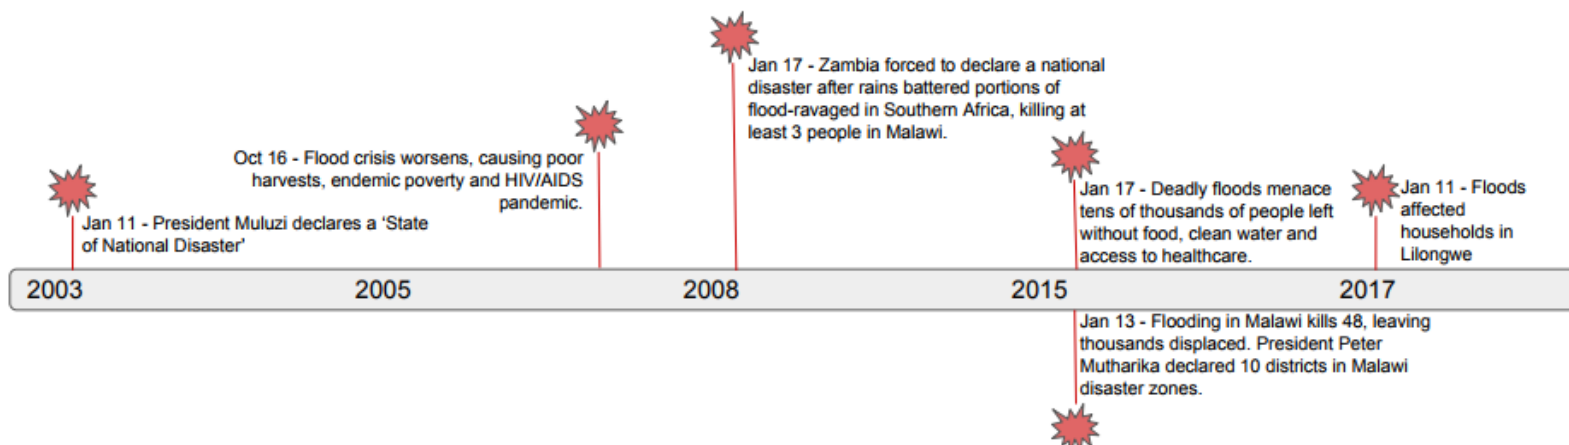 Jan 17 - Zambia forced to declare a national
disaster after rains battered portions of
flood-ravaged in Southern Africa, killing at
least 3 people in Malawi.
Oct 16 - Flood crisis worsens, causing poor
harvests, endemic poverty and HIV/AIDS
pandemic.
Jan 11 - President Muluzi declares a ‘State
of National Disaster'
Jan 17 - Deadly floods menace
tens of thousands of people left
without food, clean water and
access to healthcare.
Jan 11 - Floods
affected
households in
Lilongwe
2003
2005
2008
2015
2017
Jan 13 - Flooding in Malawi kills 48, leaving
thousands displaced. President Peter
Mutharika declared 10 districts in Malawi
disaster zones.